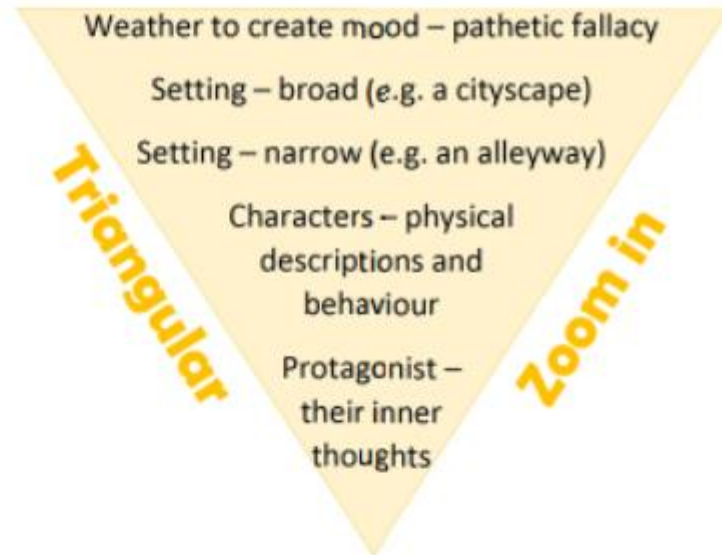 Weather to create mood – pathetic fallacy
Setting – broad (e.g. a cityscape)
Setting – narrow (e.g. an alleyway)
Characters – physical
descriptions and
behaviour
Protagonist –
their inner
thoughts
Triangular
Zoom in